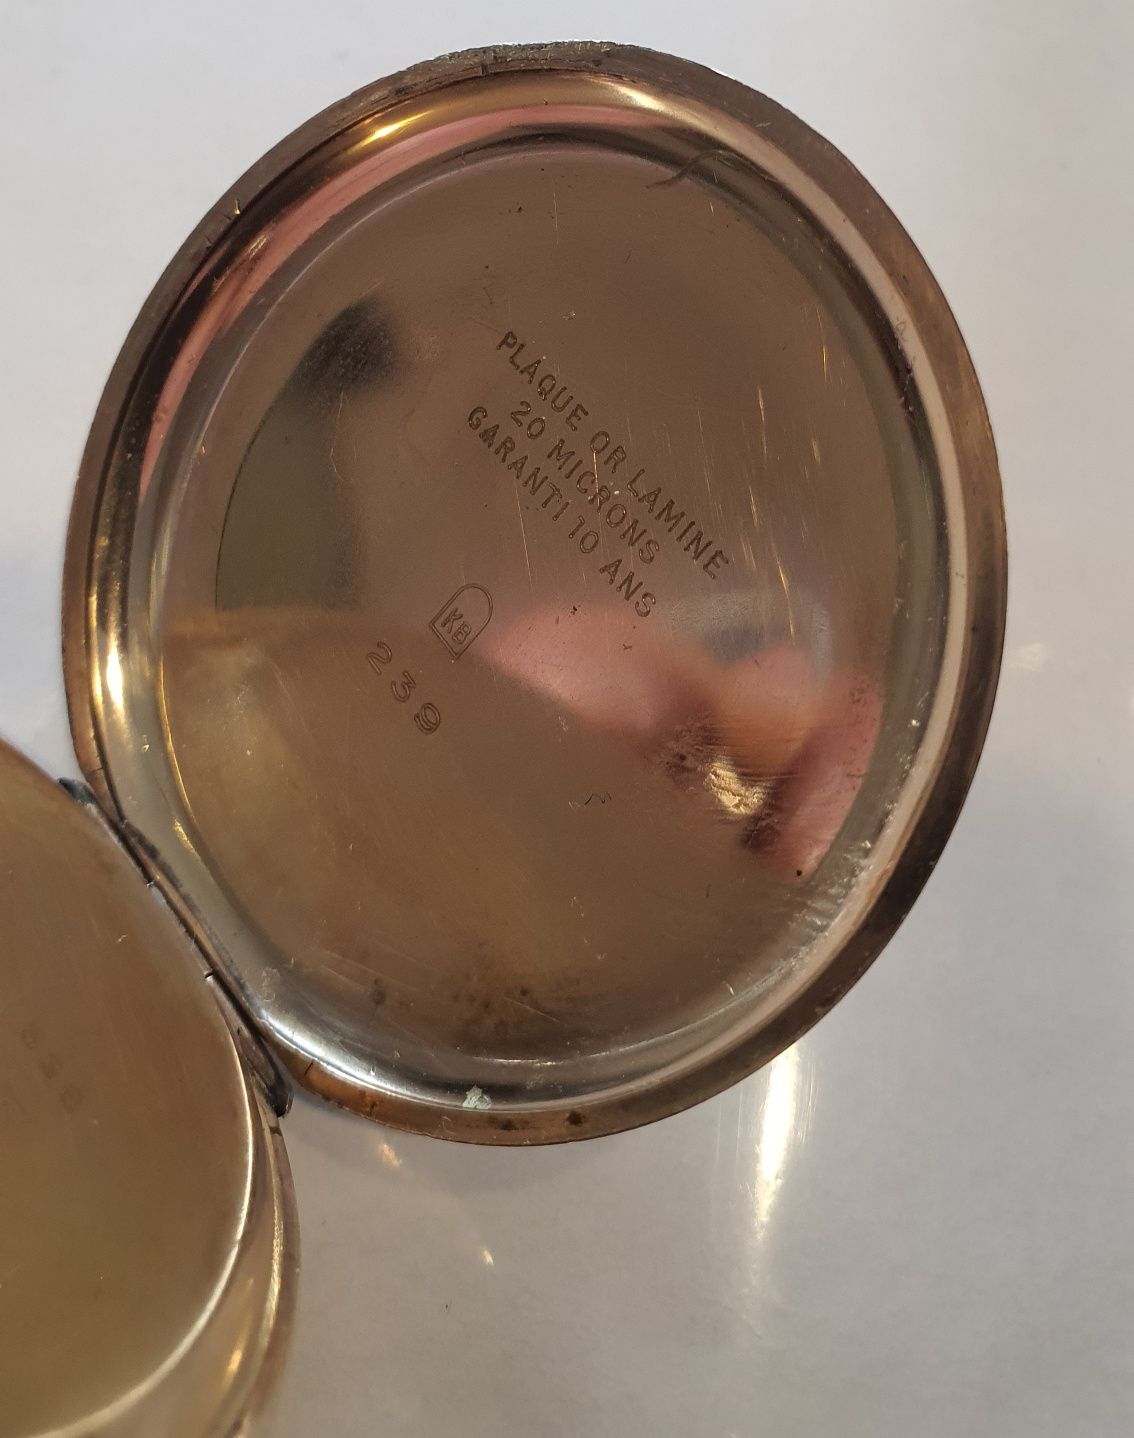 PLAQUE OR LAMINE
20 MICRONS
GARANTI 10 ANS
KB
239